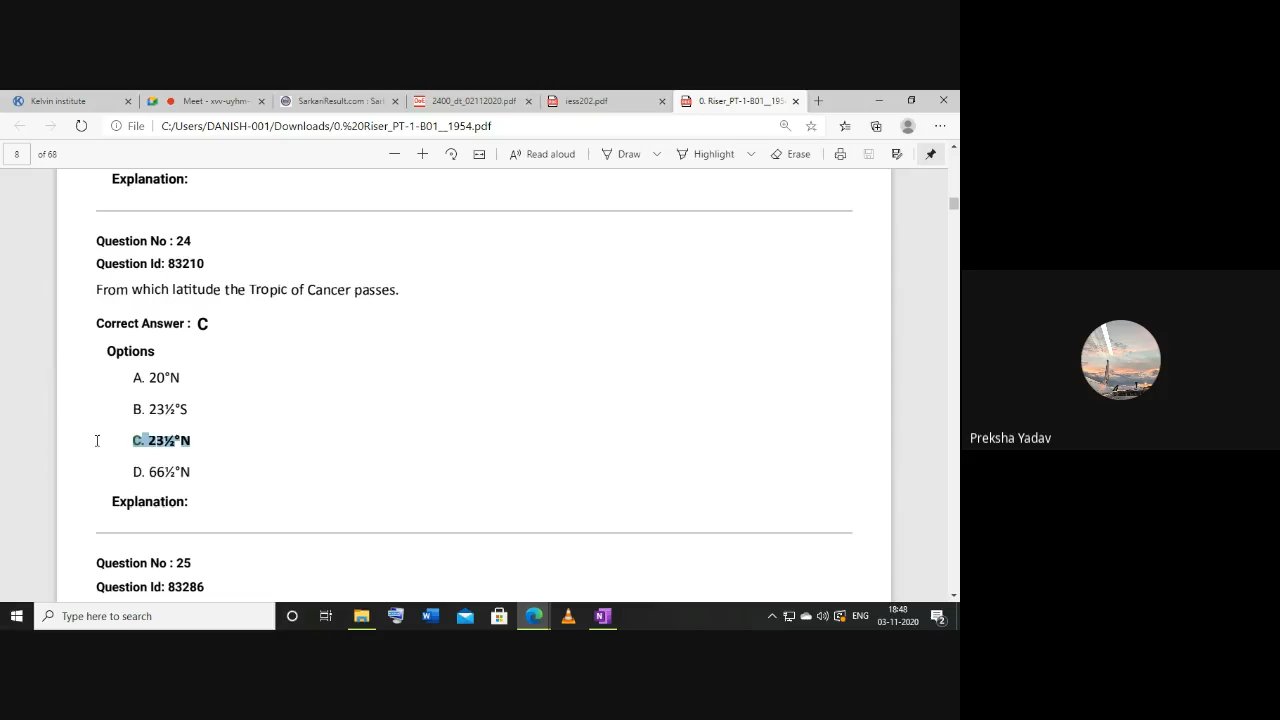 Kelvin institute
Meet - xvv-uyhm-
SarkariResult.com : Sarl
2400_dt_02112020.pdf
iess202.pdf
0. Riser_PT-1-B01__1954
File
C:/Users/DANISH-001/Downloads/0.%20Riser_PT-1-B01__1954.pdf
8 of 68
Read aloud
Draw
Highlight
Erase
Explanation:
Question No : 24
Question Id: 83210
From which latitude the Tropic of Cancer passes.
Correct Answer : C
Options
A. 20°N
B. 23½°S
C. 23½°N
D. 66½°N
Explanation:
Question No : 25
Question Id: 83286
Preksha Yadav
Type here to search
ENG
18:48
03-11-2020
2